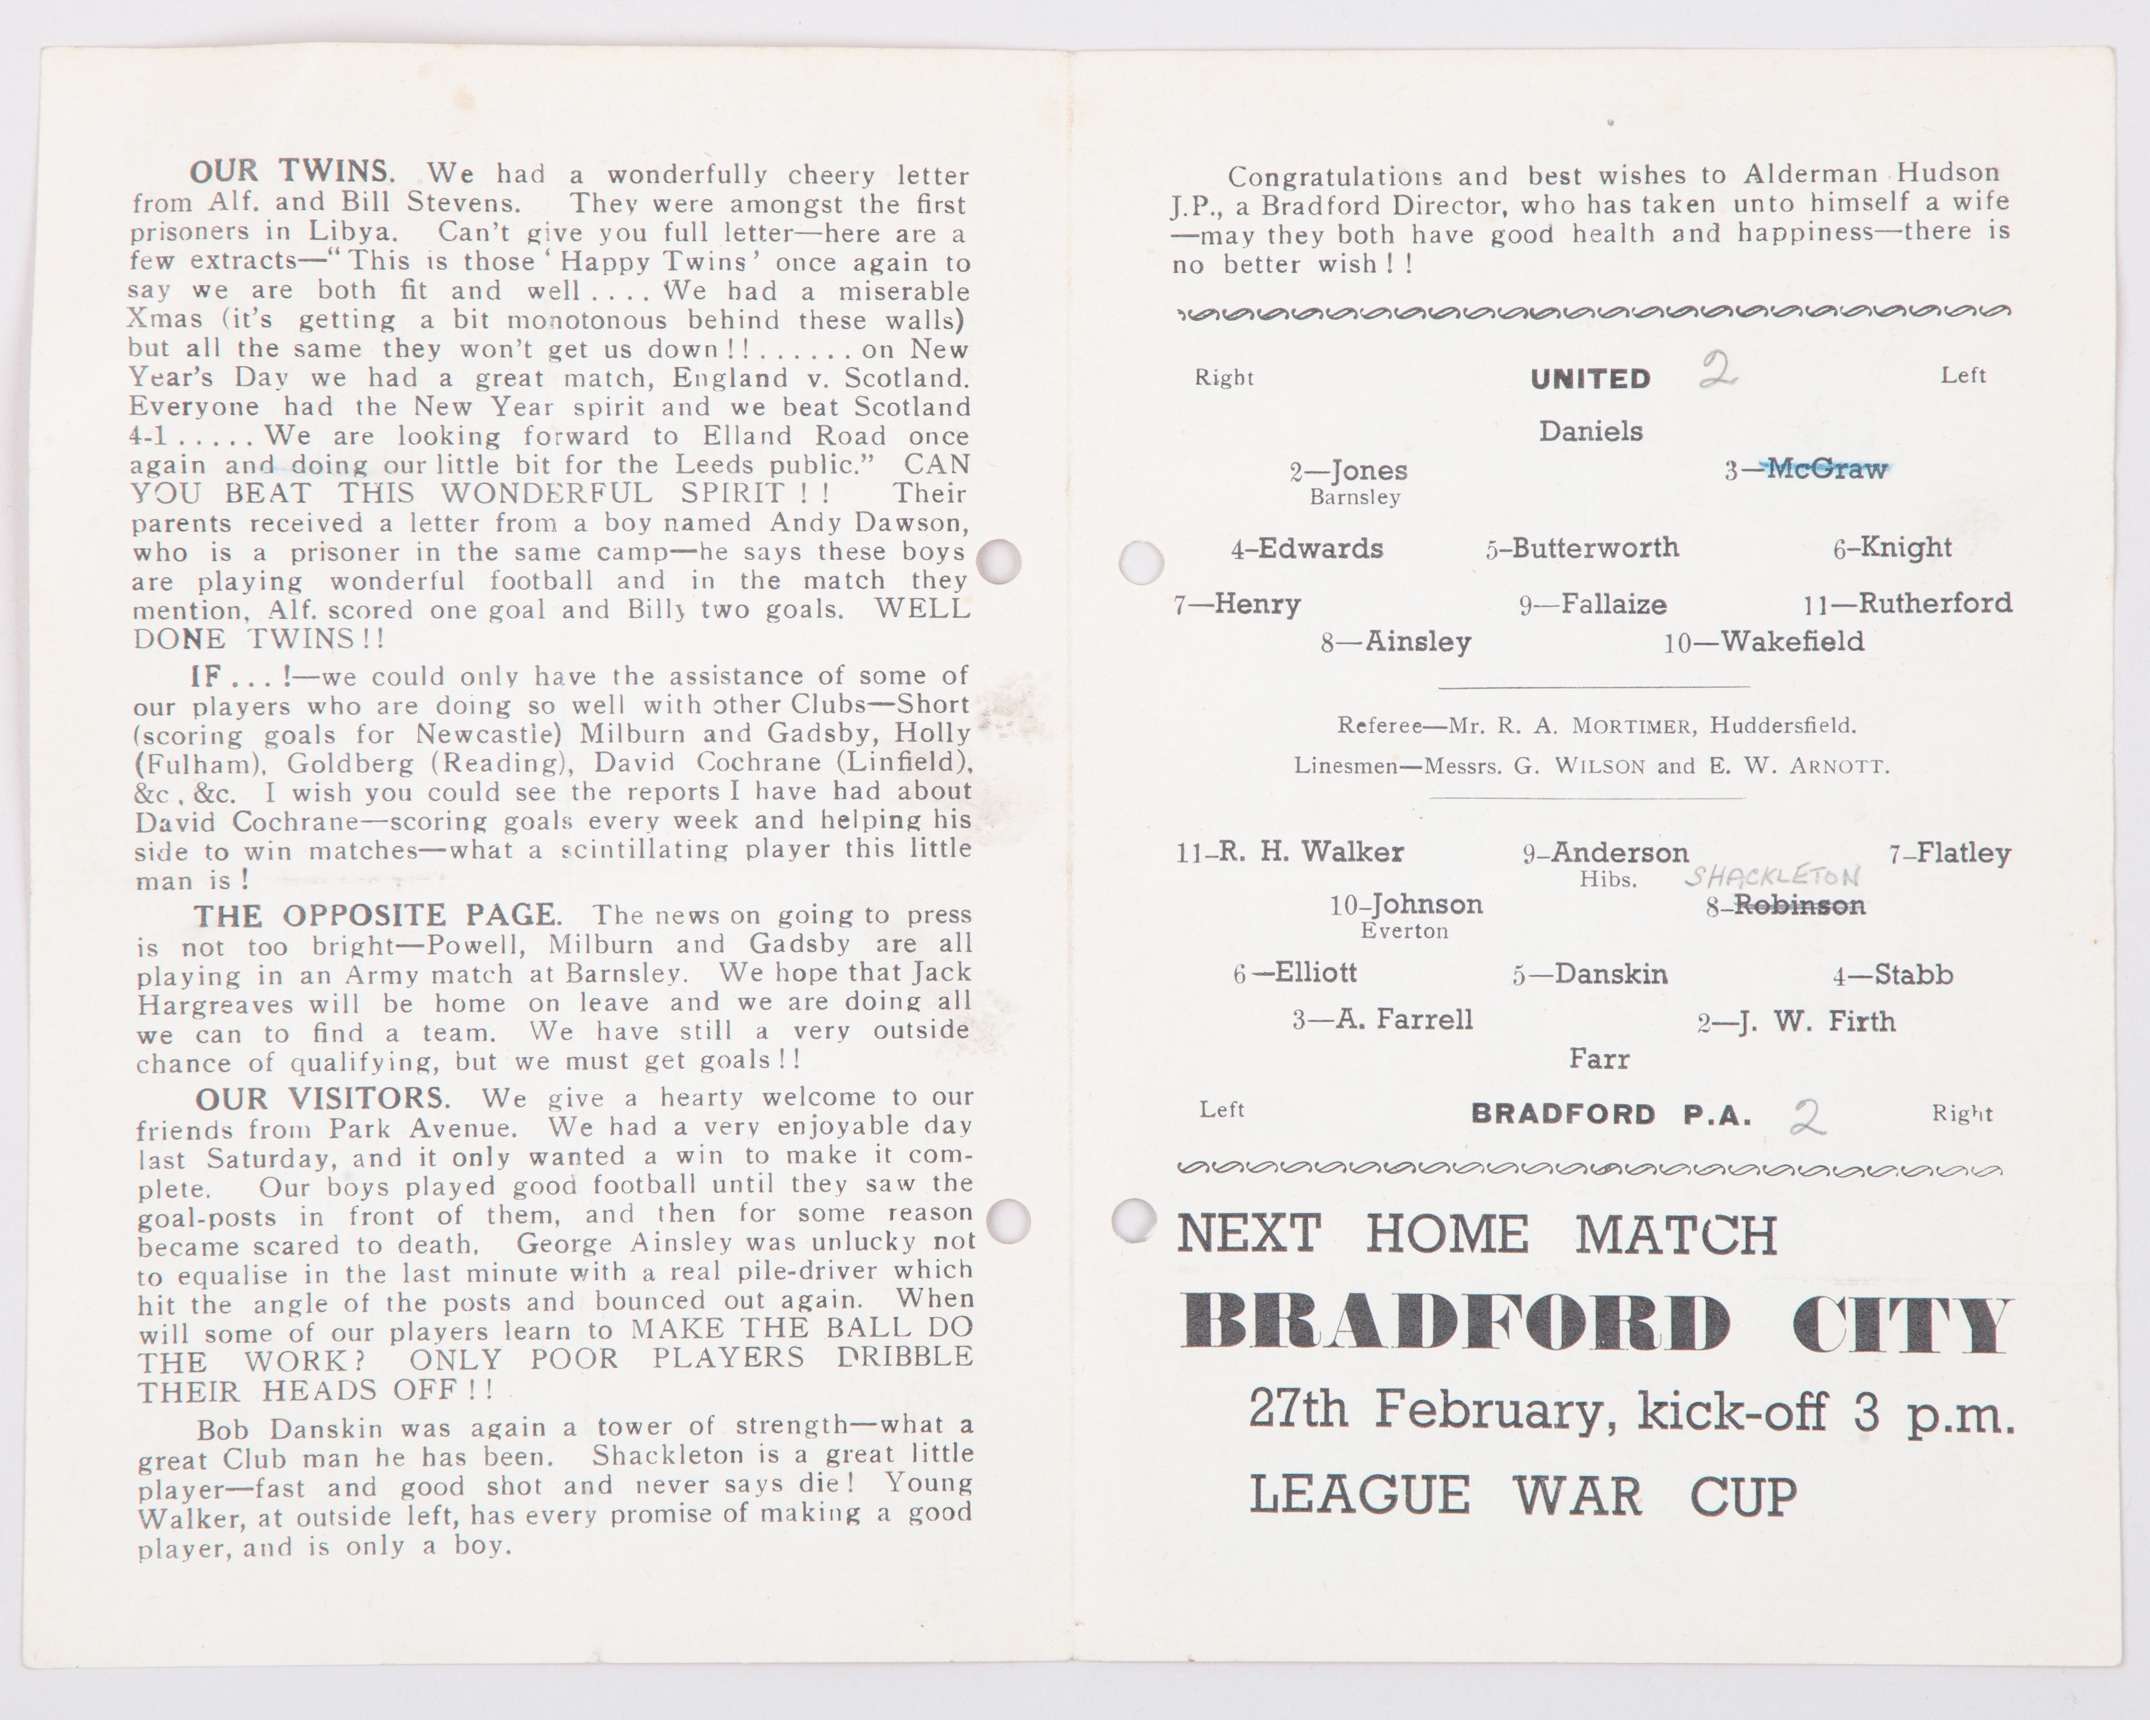 OUR TWINS. We had a wonderfully cheery letter
from Alf. and Bill Stevens. They were amongst the first
prisoners in Libya. Can't give you full letter—here are a
few extracts—"This is those 'Happy Twins' once again to
say we are both fit and well .... We had a miserable
Xmas (it's getting a bit monotonous behind these walls)
but all the same they won't get us down!!...... on New
Year's Day we had a great match, England v. Scotland.
Everyone had the New Year spirit and we beat Scotland
4-1 ..... We are looking forward to Elland Road once
again and doing our little bit for the Leeds public." CAN
YOU BEAT THIS WONDERFUL SPIRIT!! Their
parents received a letter from a boy named Andy Dawson,
who is a prisoner in the same camp—he says these boys
are playing wonderful football and in the match they
mention, Alf. scored one goal and Billy two goals. WELL
DONE TWINS!!
IF...!—we could only have the assistance of some of
our players who are doing so well with other Clubs—Short
(scoring goals for Newcastle) Milburn and Gadsby, Holly
(Fulham), Goldberg (Reading), David Cochrane (Linfield),
&c, &c. I wish you could see the reports I have had about
David Cochrane—scoring goals every week and helping his
side to win matches—what a scintillating player this little
man is!
THE OPPOSITE PAGE. The news on going to press
is not too bright—Powell, Milburn and Gadsby are all
playing in an Army match at Barnsley. We hope that Jack
Hargreaves will be home on leave and we are doing all
we can to find a team. We have still a very outside
chance of qualifying, but we must get goals!!
OUR VISITORS. We give a hearty welcome to our
friends from Park Avenue. We had a very enjoyable day
last Saturday, and it only wanted a win to make it com-
plete. Our boys played good football until they saw the
goal-posts in front of them, and then for some reason
became scared to death. George Ainsley was unlucky not
to equalise in the last minute with a real pile-driver which
hit the angle of the posts and bounced out again. When
will some of our players learn to MAKE THE BALL DO
THE WORK? ONLY POOR PLAYERS DRIBBLE
THEIR HEADS OFF!!
Bob Danskin was again a tower of strength—what a
great Club man he has been. Shackleton is a great little
player—fast and good shot and never says die! Young
Walker, at outside left, has every promise of making a good
player, and is only a boy.
Congratulations and best wishes to Alderman Hudson
J.P., a Bradford Director, who has taken unto himself a wife
—may they both have good health and happiness—there is
no better wish!!
Right UNITED 2 Left
Daniels
2—Jones 3—McGraw
Barnsley
4-Edwards 5-Butterworth 6-Knight
7—Henry 9—Fallaize 11—Rutherford
8—Ainsley 10—Wakefield
Referee—Mr. R. A. MORTIMER, Huddersfield.
Linesmen—Messrs. G. WILSON and E. W. ARNOTT.
11-R. H. Walker 9-Anderson 7-Flatley
Hibs. SHACKLETON
10-Johnson 8-Robinson
Everton
6—Elliott 5—Danskin 4—Stabb
3—A. Farrell 2—J. W. Firth
Farr
Left BRADFORD P.A. 2 Right
NEXT HOME MATCH
BRADFORD CITY
27th February, kick-off 3 p.m.
LEAGUE WAR CUP